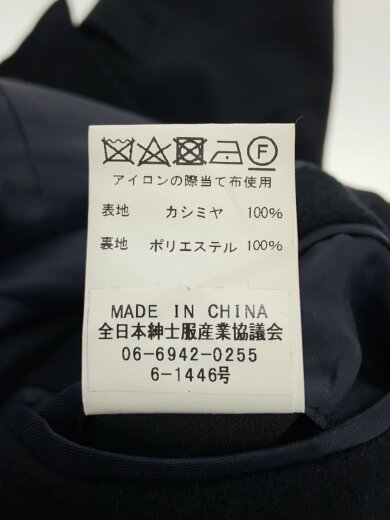 F
アイロンの際当て布使用
表地 カシミヤ 100%
裏地 ポリエステル 100%
MADE IN CHINA
全日本紳士服産業協議会
06-6942-0255
6-1446号